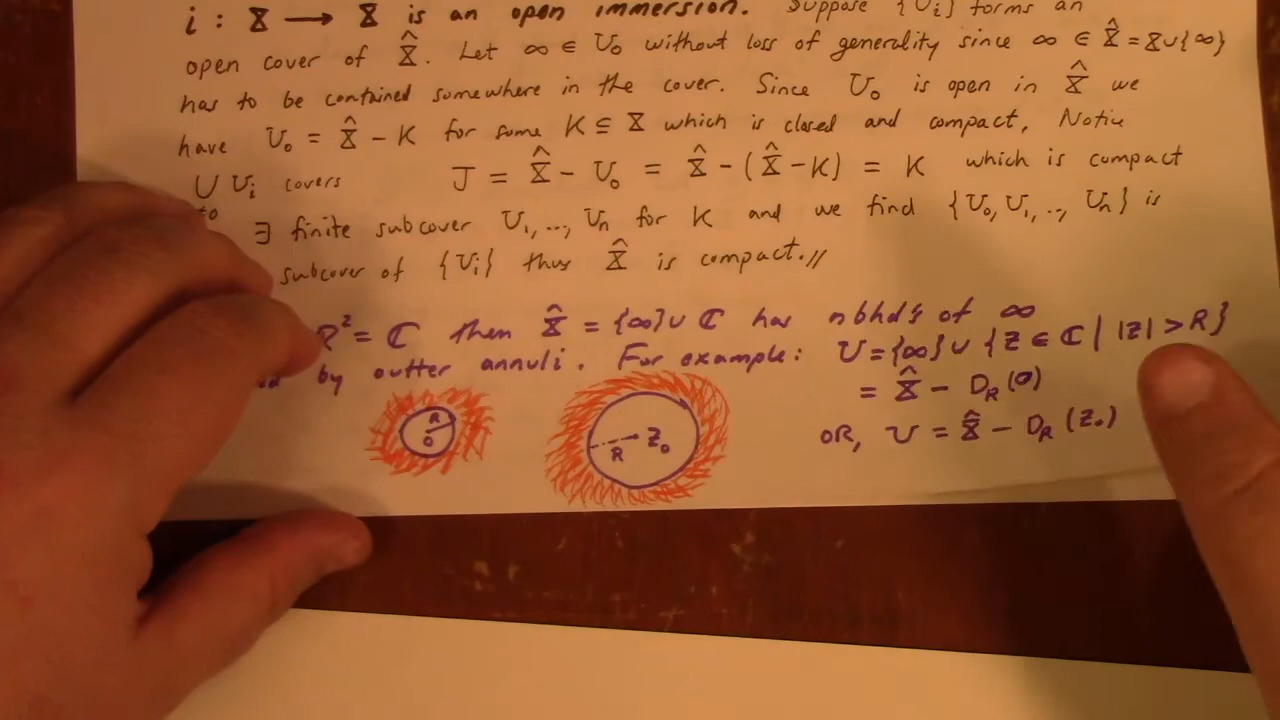 i : X → X is an open immersion. Suppose {Ui} forms an
open cover of X̂. Let ∞ ∈ U₀ without loss of generality since ∞ ∈ X̂ = X∪{∞}
has to be contained somewhere in the cover. Since U₀ is open in X̂ we
have U₀ = X̂ - K for some K ⊆ X which is closed and compact, Notice
∪ Ui covers J = X̂ - U₀ = X̂ - (X̂ - K) = K which is compact
to
∃ finite subcover U₁,..., Un for K and we find {U₀, U₁, .., Un} is
subcover of {Ui} thus X̂ is compact.//
R² = ℂ then X̂ = {∞} ∪ ℂ has nbhd's of ∞
by outter annuli. For example: U = {∞} ∪ {z ∈ ℂ | |z| > R}
= X̂ - D_R(0)
OR, U = X̂ - D_R(z₀)
R
0
R
z₀